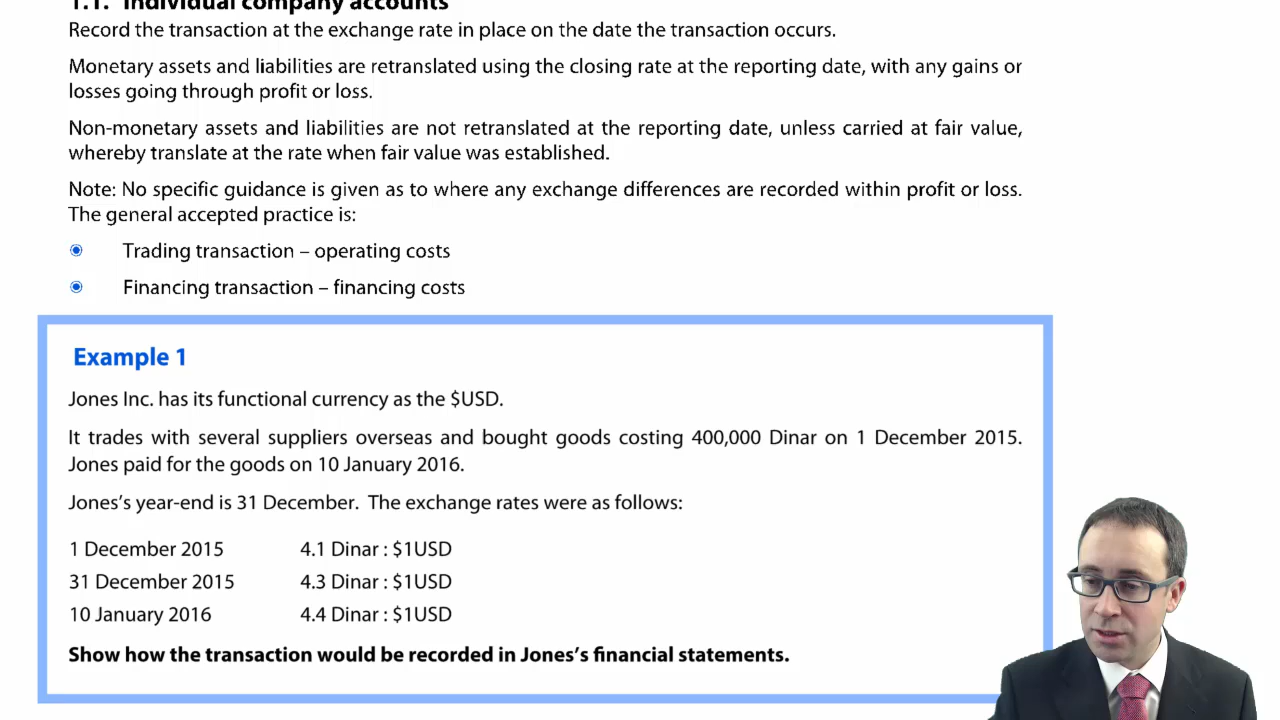 1.1. Individual company accounts
Record the transaction at the exchange rate in place on the date the transaction occurs.
Monetary assets and liabilities are retranslated using the closing rate at the reporting date, with any gains or
losses going through profit or loss.
Non-monetary assets and liabilities are not retranslated at the reporting date, unless carried at fair value,
whereby translate at the rate when fair value was established.
Note: No specific guidance is given as to where any exchange differences are recorded within profit or loss.
The general accepted practice is:
Trading transaction – operating costs
Financing transaction – financing costs
Example 1
Jones Inc. has its functional currency as the $USD.
It trades with several suppliers overseas and bought goods costing 400,000 Dinar on 1 December 2015.
Jones paid for the goods on 10 January 2016.
Jones's year-end is 31 December. The exchange rates were as follows:
1 December 2015 4.1 Dinar : $1USD
31 December 2015 4.3 Dinar : $1USD
10 January 2016 4.4 Dinar : $1USD
Show how the transaction would be recorded in Jones's financial statements.